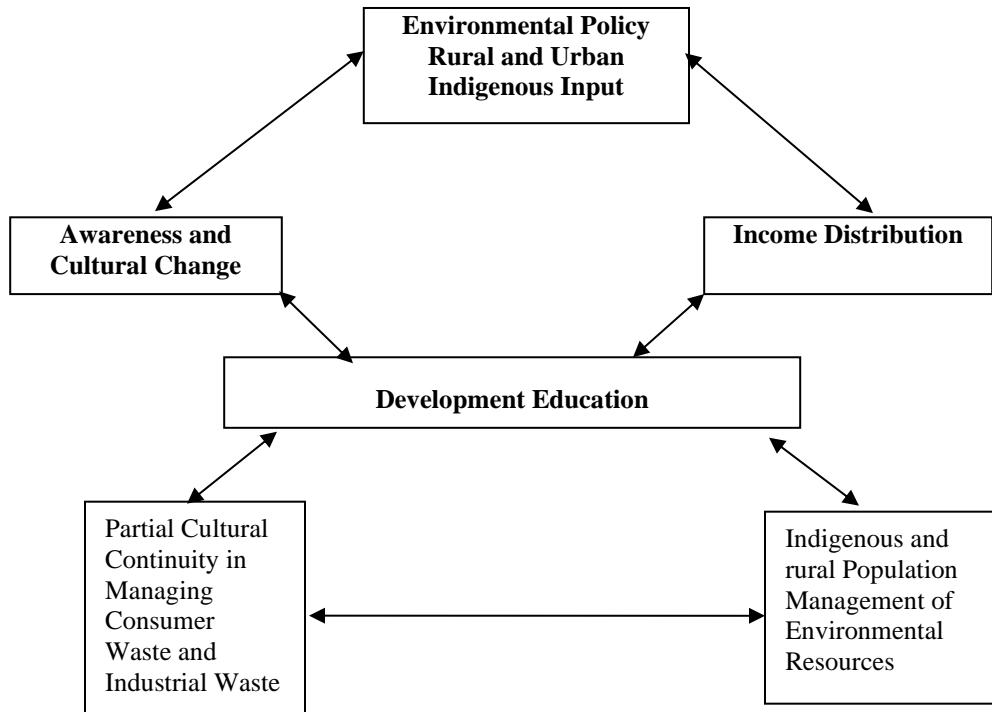 Environmental Policy
Rural and Urban
Indigenous Input
Awareness and
Cultural Change
Income Distribution
Development Education
Partial Cultural
Continuity in
Managing
Consumer
Waste and
Industrial Waste
Indigenous and
rural Population
Management of
Environmental
Resources